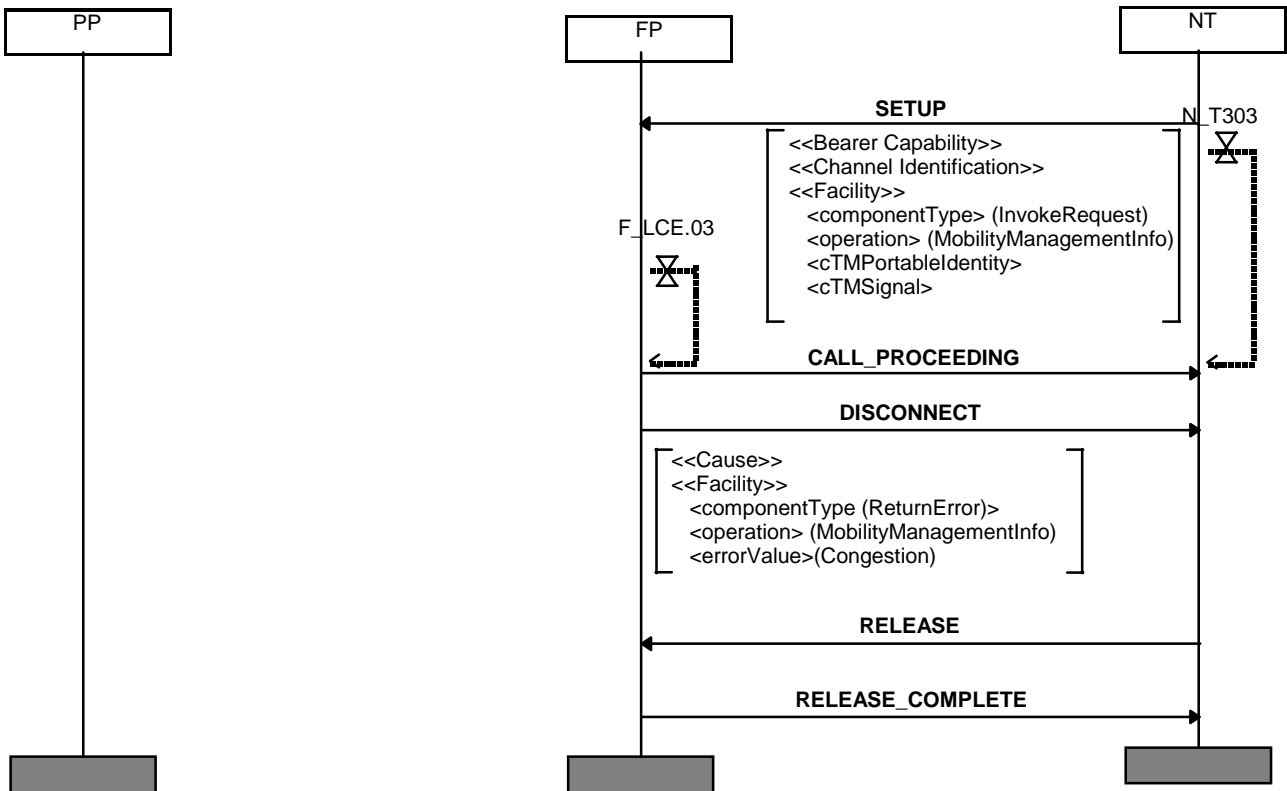 PP
FP
NT
SETUP
N_T303
<<Bearer Capability>>
<<Channel Identification>>
<<Facility>>
<componentType> (InvokeRequest)
<operation> (MobilityManagementInfo)
<cTMPortableIdentity>
<cTMSignal>
F_LCE.03
CALL_PROCEEDING
DISCONNECT
<<Cause>>
<<Facility>>
<componentType (ReturnError)>
<operation> (MobilityManagementInfo)
<errorValue>(Congestion)
RELEASE
RELEASE_COMPLETE